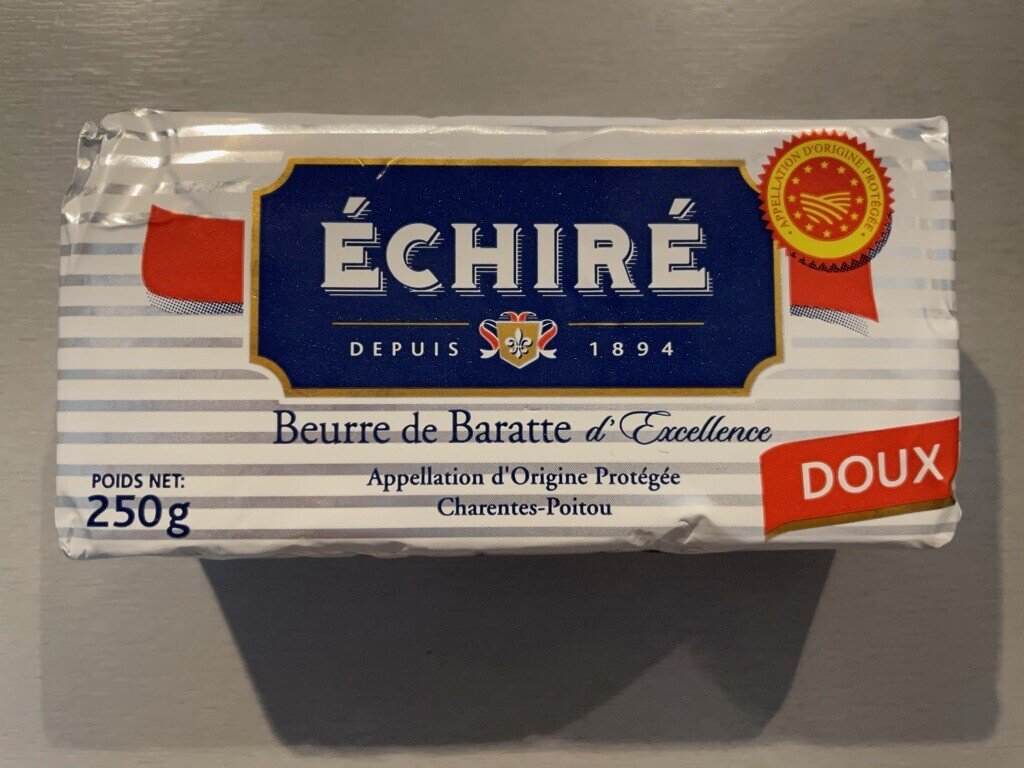 APPELLATION D'ORIGINE PROTÉGÉE
ÉCHIRÉ
DEPUIS 1894
Beurre de Baratte d'Excellence
Appellation d'Origine Protégée
Charentes-Poitou
POIDS NET:
250g
DOUX